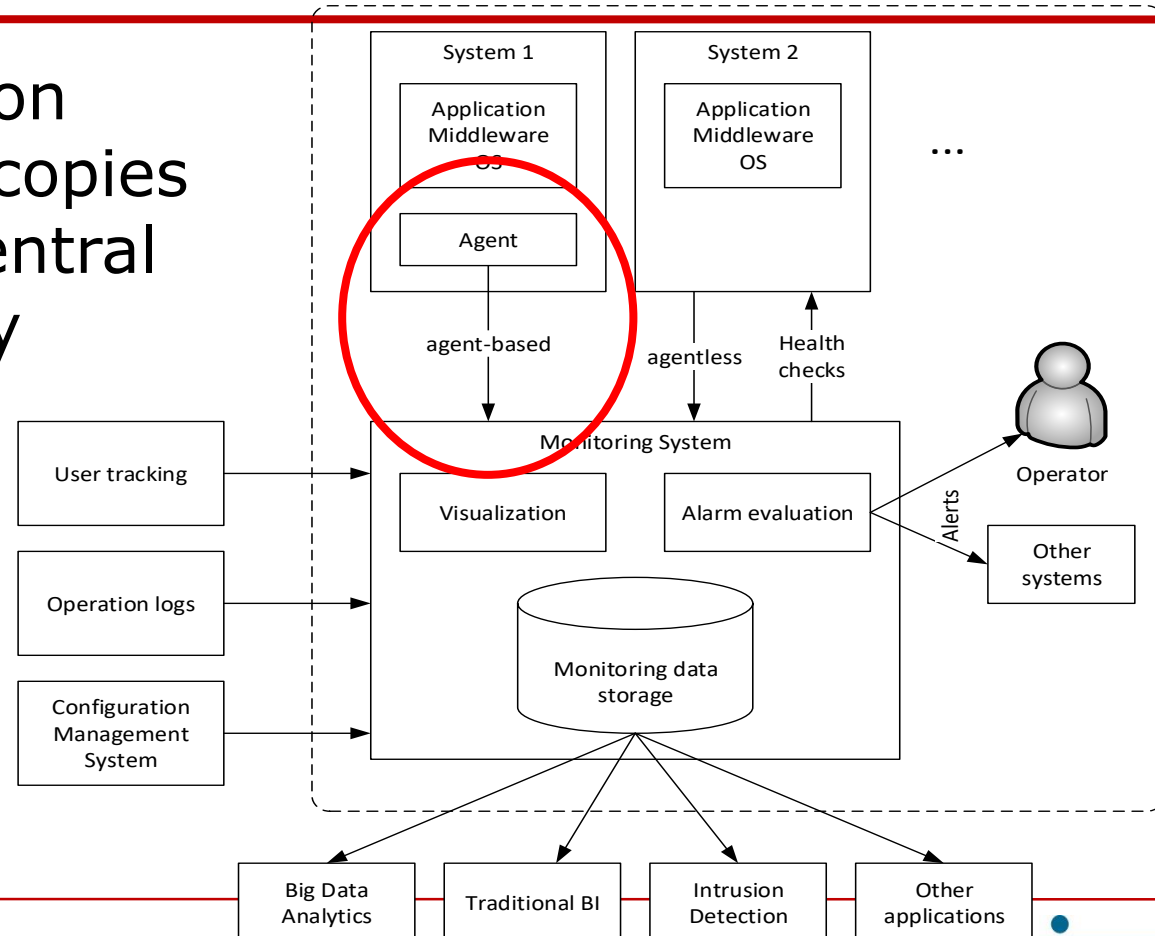 on
copies
entral
y
System 1
Application
Middleware
OS
Agent
agent-based
System 2
Application
Middleware
OS
...
agentless
Health
checks
User tracking
Operation logs
Configuration
Management
System
Monitoring System
Visualization
Alarm evaluation
Monitoring data
storage
Alerts
Operator
Other
systems
Big Data
Analytics
Traditional BI
Intrusion
Detection
Other
applications